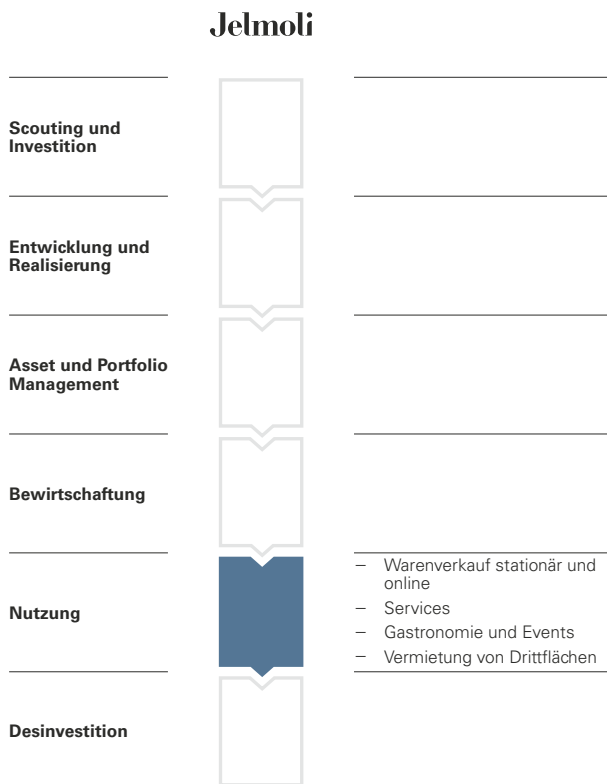 Jelmoli
Scouting und
Investition
Entwicklung und
Realisierung
Asset und Portfolio
Management
Bewirtschaftung
Nutzung
– Warenverkauf stationär und
online
– Services
– Gastronomie und Events
– Vermietung von Drittflächen
Desinvestition